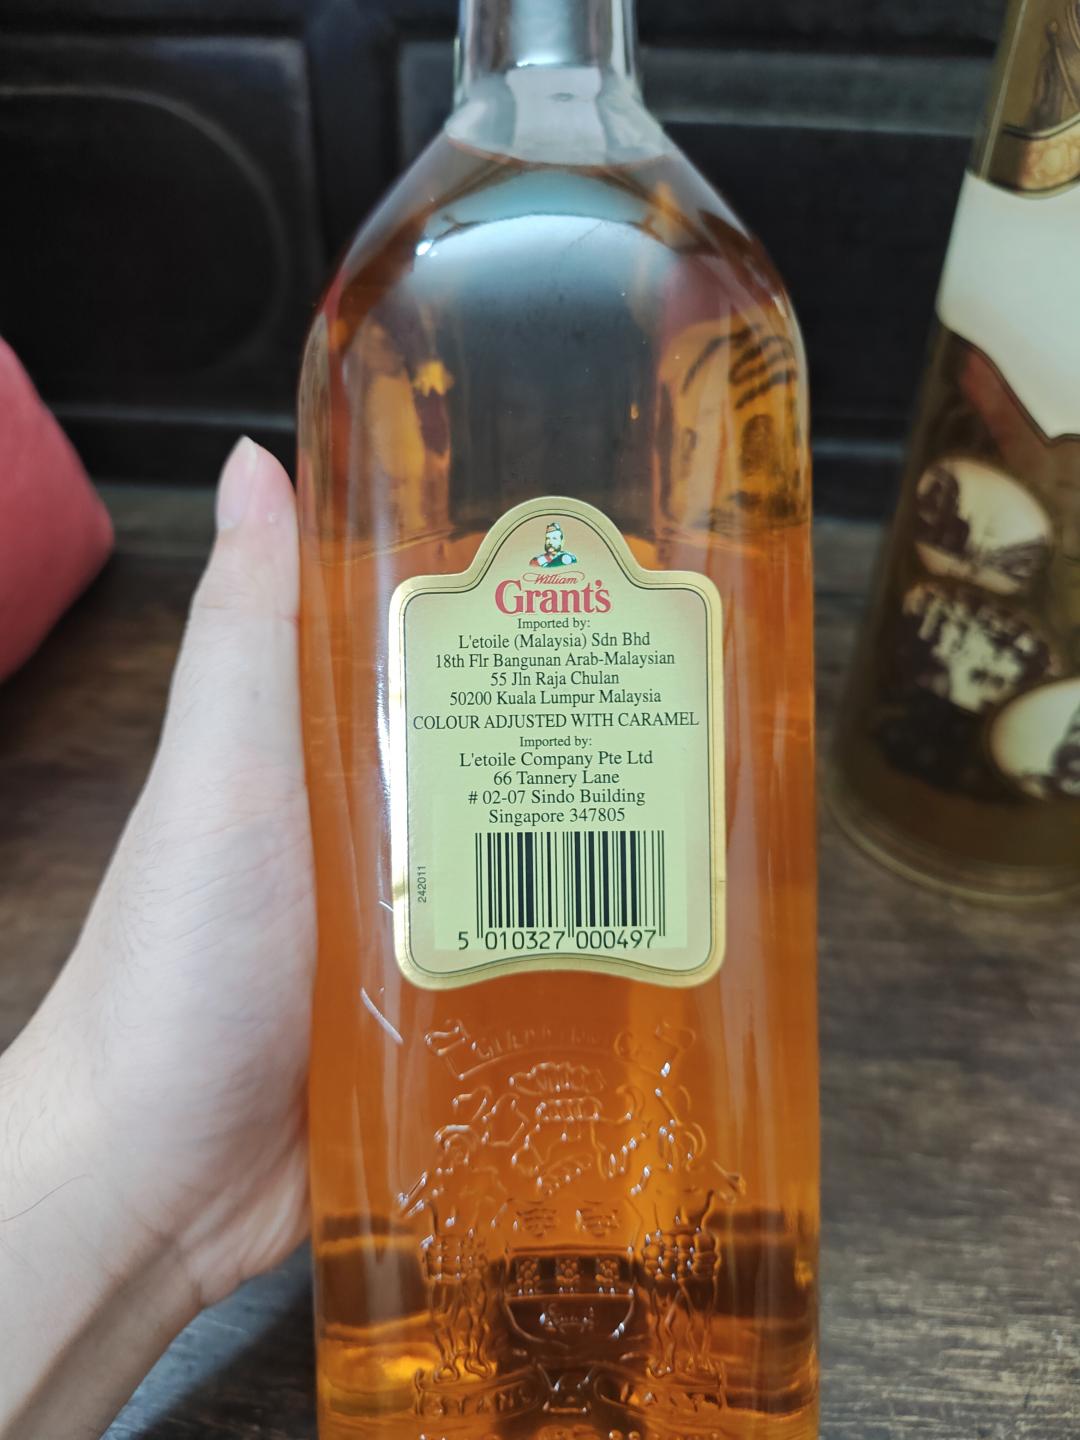 William
Grant's
Imported by:
L'etoile (Malaysia) Sdn Bhd
18th Flr Bangunan Arab-Malaysian
55 Jln Raja Chulan
50200 Kuala Lumpur Malaysia
COLOUR ADJUSTED WITH CARAMEL
Imported by:
L'etoile Company Pte Ltd
66 Tannery Lane
# 02-07 Sindo Building
Singapore 347805
242011
5 010327 000497